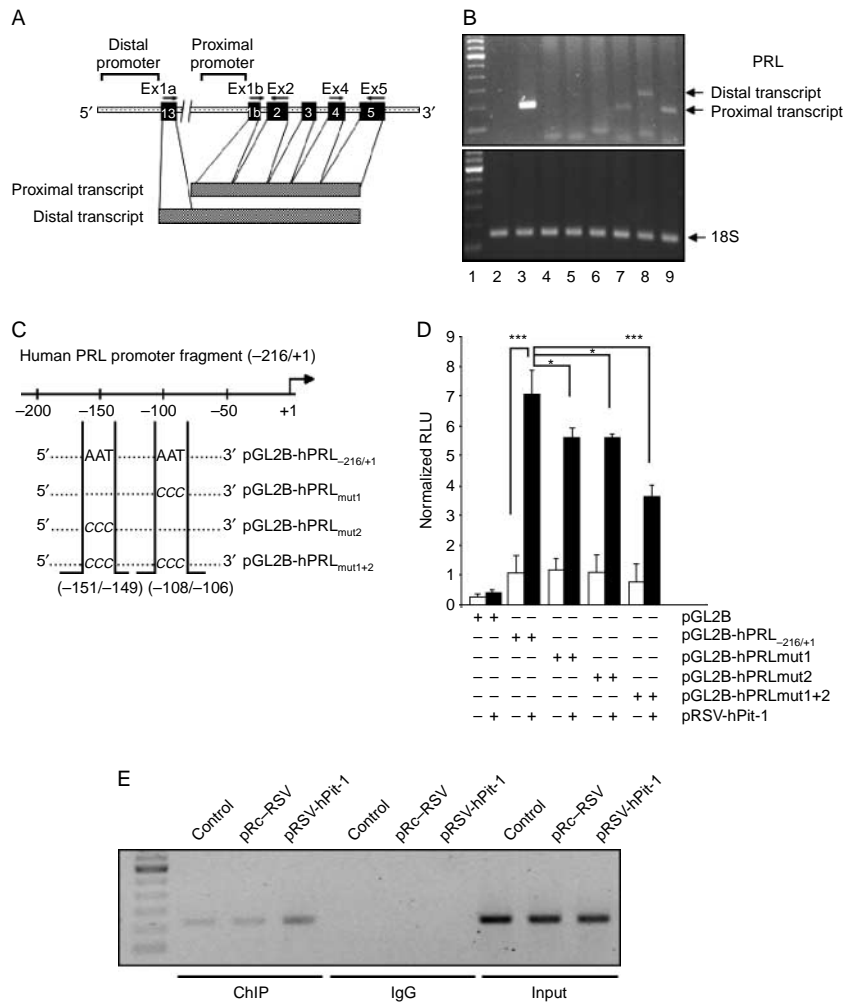 A
Distal
promoter
Proximal
promoter
Ex1a
Ex1b Ex2
Ex4
Ex5
5′
13
1b
2
3
4
5
3′
Proximal transcript
Distal transcript
B
PRL
Distal transcript
Proximal transcript
18S
1 2 3 4 5 6 7 8 9
C
Human PRL promoter fragment (–216/+1)
–200 –150 –100 –50 +1
5′ AAT AAT 3′ pGL2B-hPRL–216/+1
5′ CCC 3′ pGL2B-hPRLmut1
5′ CCC 3′ pGL2B-hPRLmut2
5′ CCC CCC 3′ pGL2B-hPRLmut1+2
(–151/–149) (–108/–106)
D
Normalized RLU
9
8
7
6
5
4
3
2
1
0
*** * * ***
+ + – – – – – – – – pGL2B
– – + + – – – – – – pGL2B-hPRL–216/+1
– – – – + + – – – – pGL2B-hPRLmut1
– – – – – – + + – – pGL2B-hPRLmut2
– – – – – – – – + + pGL2B-hPRLmut1+2
– + – + – + – + – + pRSV-hPit-1
E
Control pRc–RSV pRSV-hPit-1 Control pRc–RSV pRSV-hPit-1 Control pRc–RSV pRSV-hPit-1
ChIP IgG Input